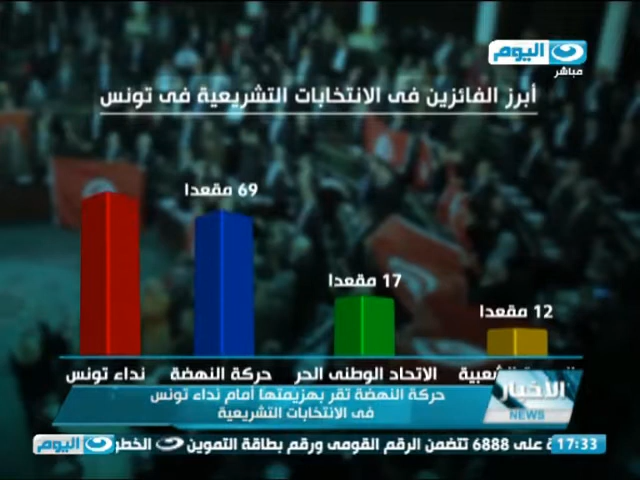 اليوم
مباشر
أبرز الفائزين فى الانتخابات التشريعية فى تونس
69 مقعدا
17 مقعدا
12 مقعدا
نداء تونس
حركة النهضة
الاتحاد الوطنى الحر
الشعبية
الأخبار
NEWS
حركة النهضة تقر بهزيمتها أمام نداء تونس
فى الانتخابات التشريعية
17:33
على 6888 تتضمن الرقم القومى ورقم بطاقة التموين
الخطو
اليوم